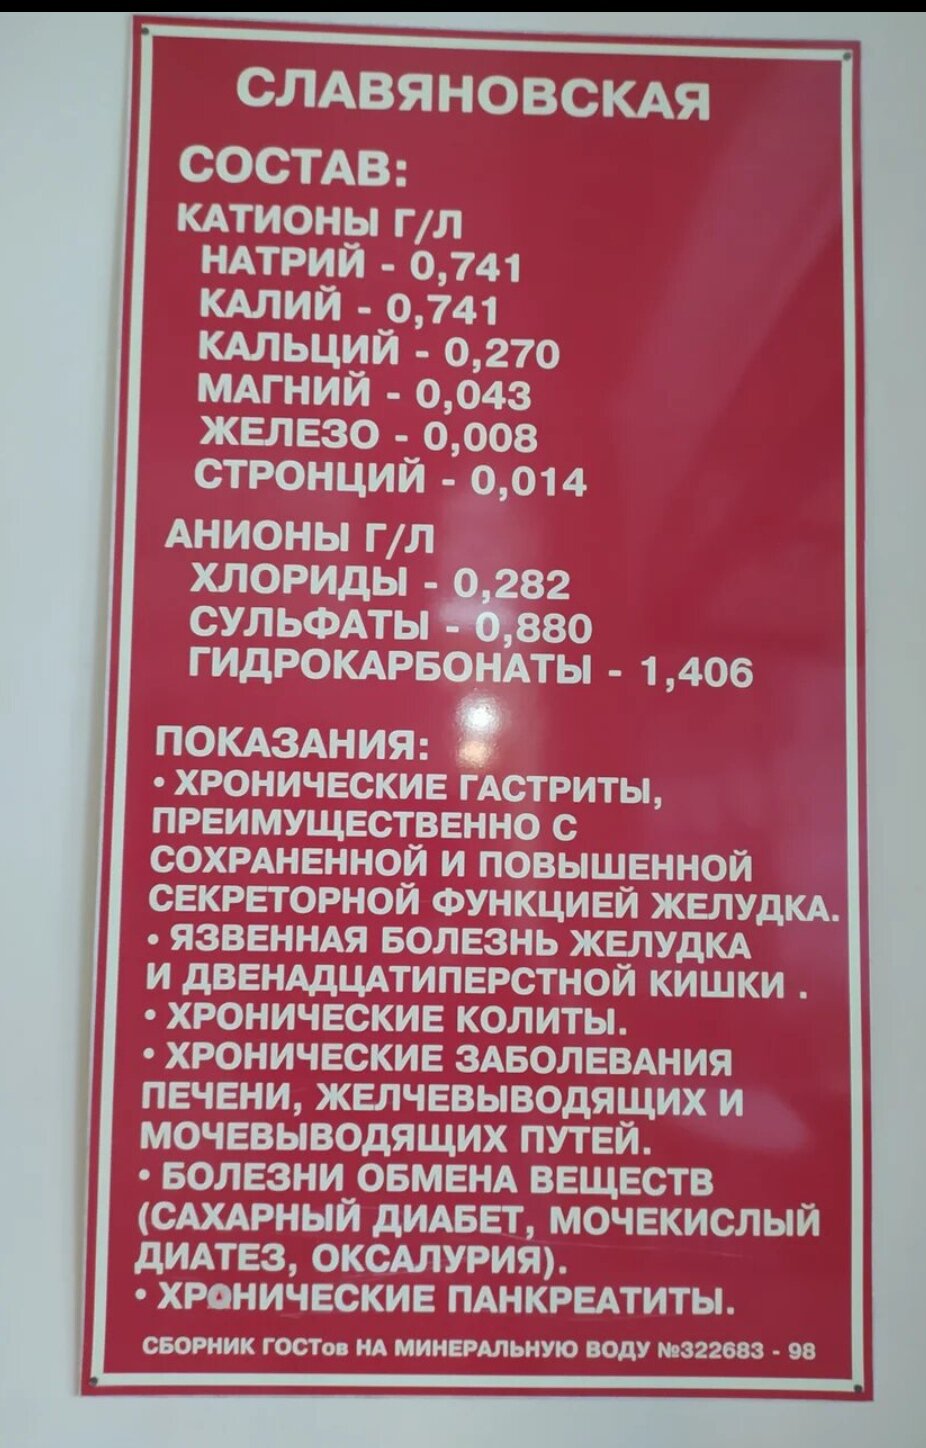 СЛАВЯНОВСКАЯ
СОСТАВ:
КАТИОНЫ Г/Л
НАТРИЙ - 0,741
КАЛИЙ - 0,741
КАЛЬЦИЙ - 0,270
МАГНИЙ - 0,043
ЖЕЛЕЗО - 0,008
СТРОНЦИЙ - 0,014
АНИОНЫ Г/Л
ХЛОРИДЫ - 0,282
СУЛЬФАТЫ - 0,880
ГИДРОКАРБОНАТЫ - 1,406
ПОКАЗАНИЯ:
• ХРОНИЧЕСКИЕ ГАСТРИТЫ,
ПРЕИМУЩЕСТВЕННО С
СОХРАНЕННОЙ И ПОВЫШЕННОЙ
СЕКРЕТОРНОЙ ФУНКЦИЕЙ ЖЕЛУДКА.
• ЯЗВЕННАЯ БОЛЕЗНЬ ЖЕЛУДКА
И ДВЕНАДЦАТИПЕРСТНОЙ КИШКИ .
• ХРОНИЧЕСКИЕ КОЛИТЫ.
• ХРОНИЧЕСКИЕ ЗАБОЛЕВАНИЯ
ПЕЧЕНИ, ЖЕЛЧЕВЫВОДЯЩИХ И
МОЧЕВЫВОДЯЩИХ ПУТЕЙ.
• БОЛЕЗНИ ОБМЕНА ВЕЩЕСТВ
(САХАРНЫЙ ДИАБЕТ, МОЧЕКИСЛЫЙ
ДИАТЕЗ, ОКСАЛУРИЯ).
• ХРОНИЧЕСКИЕ ПАНКРЕАТИТЫ.
СБОРНИК ГОСТов НА МИНЕРАЛЬНУЮ ВОДУ №322683 - 98